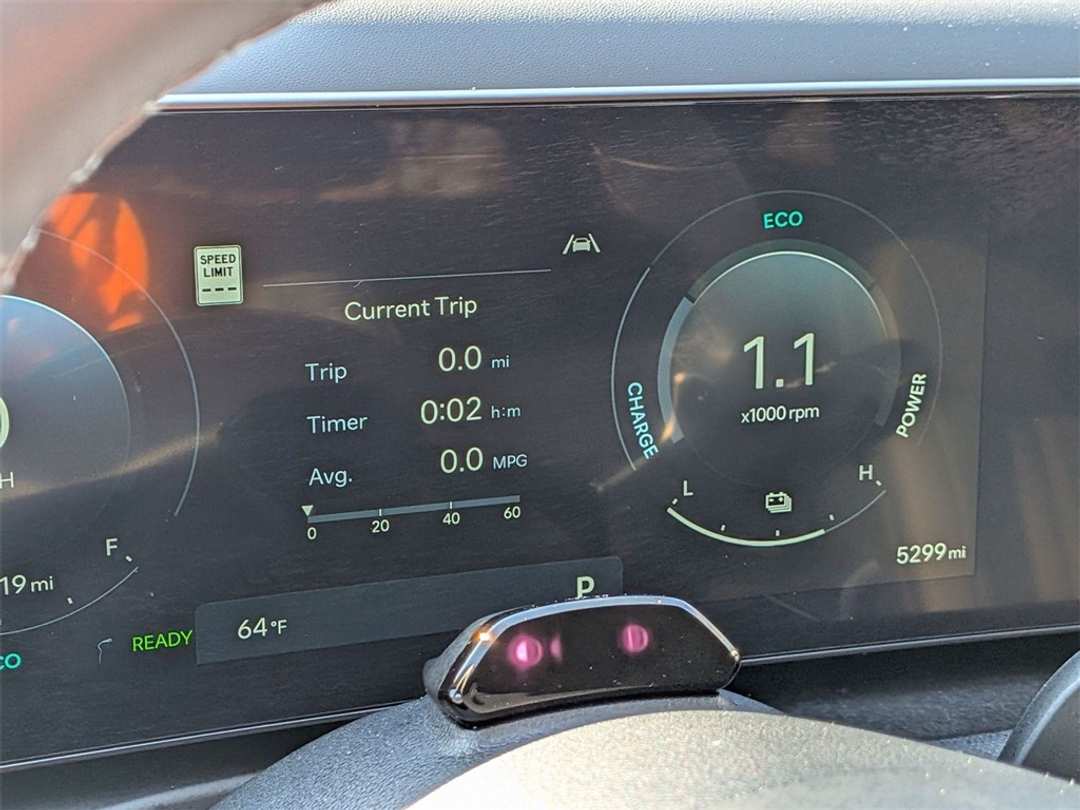 ECO
SPEED
LIMIT
---
Current Trip
Trip 0.0 mi
Timer 0:02 h:m
Avg. 0.0 MPG
0 20 40 60
1.1
x1000 rpm
CHARGE
POWER
L H
5299 mi
H
F
19 mi
P
64°F
READY
CO